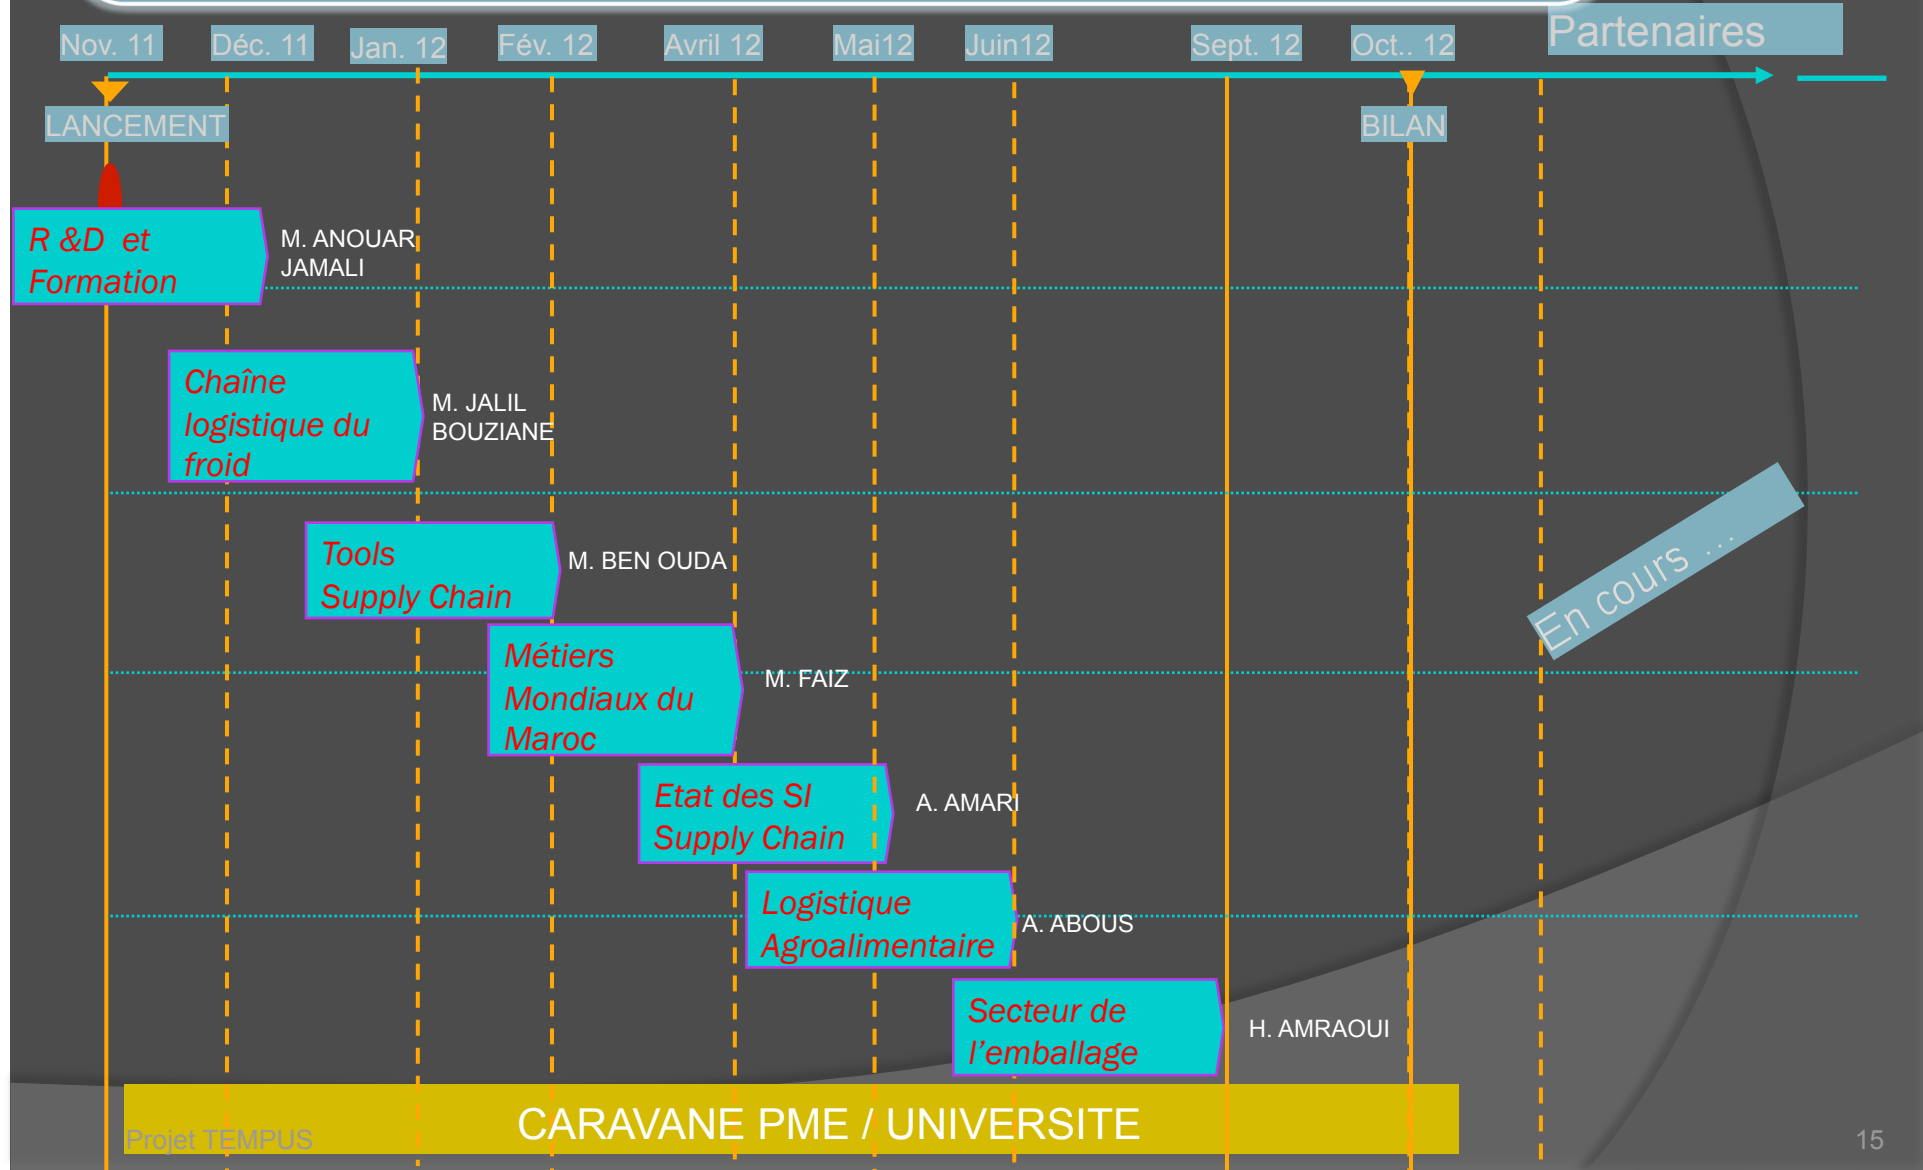 Nov. 11
Déc. 11
Jan. 12
Fév. 12
Avril 12
Mai12
Juin12
Sept. 12
Oct.. 12
Partenaires
LANCEMENT
BILAN
R &D et
Formation
M. ANOUAR
JAMALI
Chaîne
logistique du
froid
M. JALIL
BOUZIANE
Tools
Supply Chain
M. BEN OUDA
En cours ...
Métiers
Mondiaux du
Maroc
M. FAIZ
Etat des SI
Supply Chain
A. AMARI
Logistique
Agroalimentaire
A. ABOUS
Secteur de
l’emballage
H. AMRAOUI
CARAVANE PME / UNIVERSITE
Projet TEMPUS
15